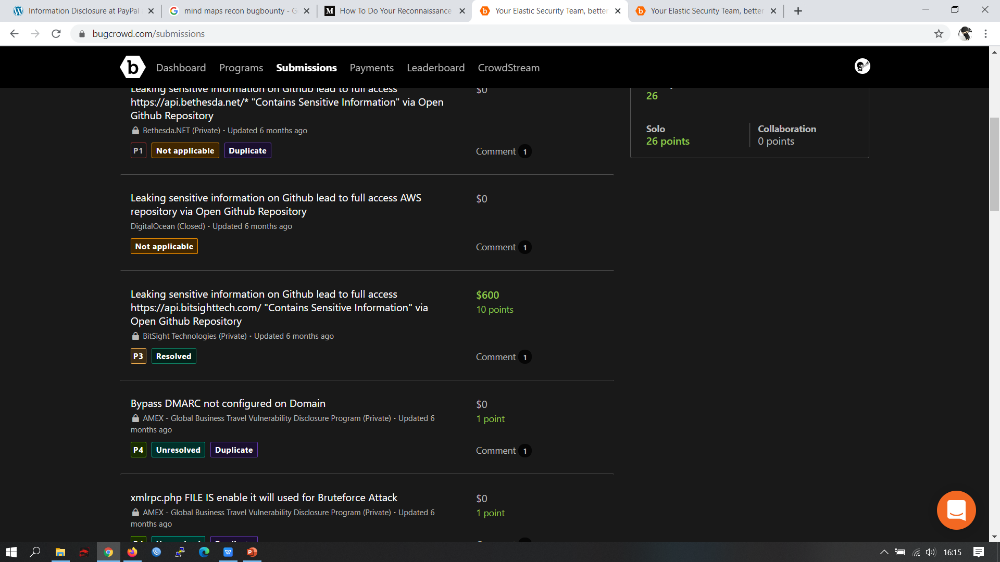 Information Disclosure at PayPal
mind maps recon bugbounty - G
How To Do Your Reconnaissance
Your Elastic Security Team, better
Your Elastic Security Team, better
bugcrowd.com/submissions
b Dashboard Programs Submissions Payments Leaderboard CrowdStream
Leaking sensitive information on Github lead to full access
https://api.bethesda.net/* "Contains Sensitive Information" via Open
Github Repository
Bethesda.NET (Private) • Updated 6 months ago
P1 Not applicable Duplicate
$0
Comment 1
26
Solo
26 points
Collaboration
0 points
Leaking sensitive information on Github lead to full access AWS
repository via Open Github Repository
DigitalOcean (Closed) • Updated 6 months ago
Not applicable
$0
Comment 1
Leaking sensitive information on Github lead to full access
https://api.bitsighttech.com/ "Contains Sensitive Information" via
Open Github Repository
BitSight Technologies (Private) • Updated 6 months ago
P3 Resolved
$600
10 points
Comment 1
Bypass DMARC not configured on Domain
AMEX - Global Business Travel Vulnerability Disclosure Program (Private) • Updated 6
months ago
P4 Unresolved Duplicate
$0
1 point
Comment 1
xmlrpc.php FILE IS enable it will used for Bruteforce Attack
AMEX - Global Business Travel Vulnerability Disclosure Program (Private) • Updated 6
months ago
$0
1 point
16:15